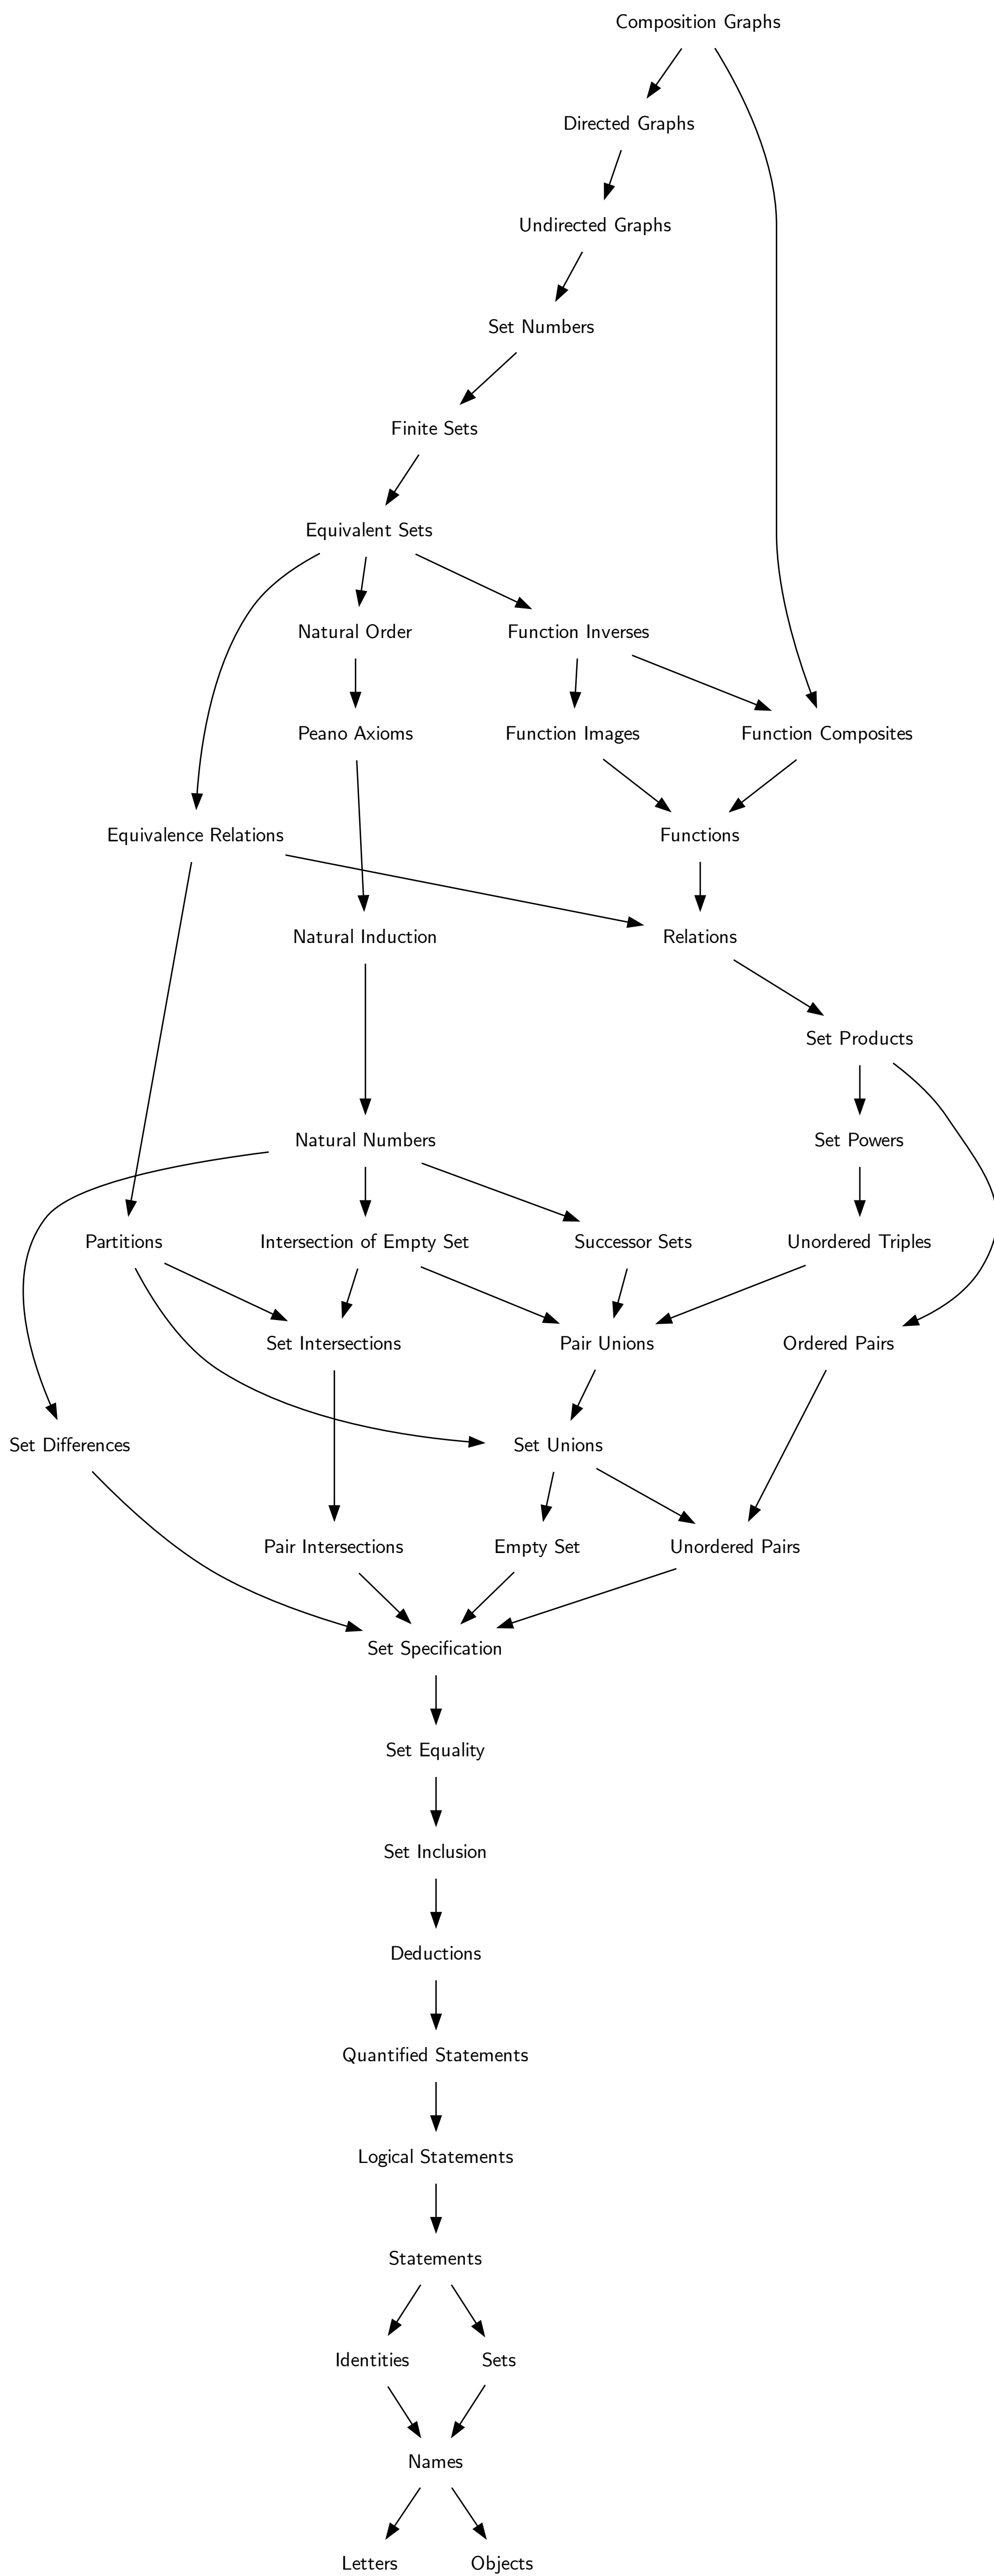 Composition Graphs
Directed Graphs
Undirected Graphs
Set Numbers
Finite Sets
Equivalent Sets
Natural Order
Function Inverses
Peano Axioms
Function Images
Function Composites
Equivalence Relations
Functions
Natural Induction
Relations
Set Products
Natural Numbers
Set Powers
Partitions
Intersection of Empty Set
Successor Sets
Unordered Triples
Set Intersections
Pair Unions
Ordered Pairs
Set Differences
Set Unions
Pair Intersections
Empty Set
Unordered Pairs
Set Specification
Set Equality
Set Inclusion
Deductions
Quantified Statements
Logical Statements
Statements
Identities
Sets
Names
Letters
Objects